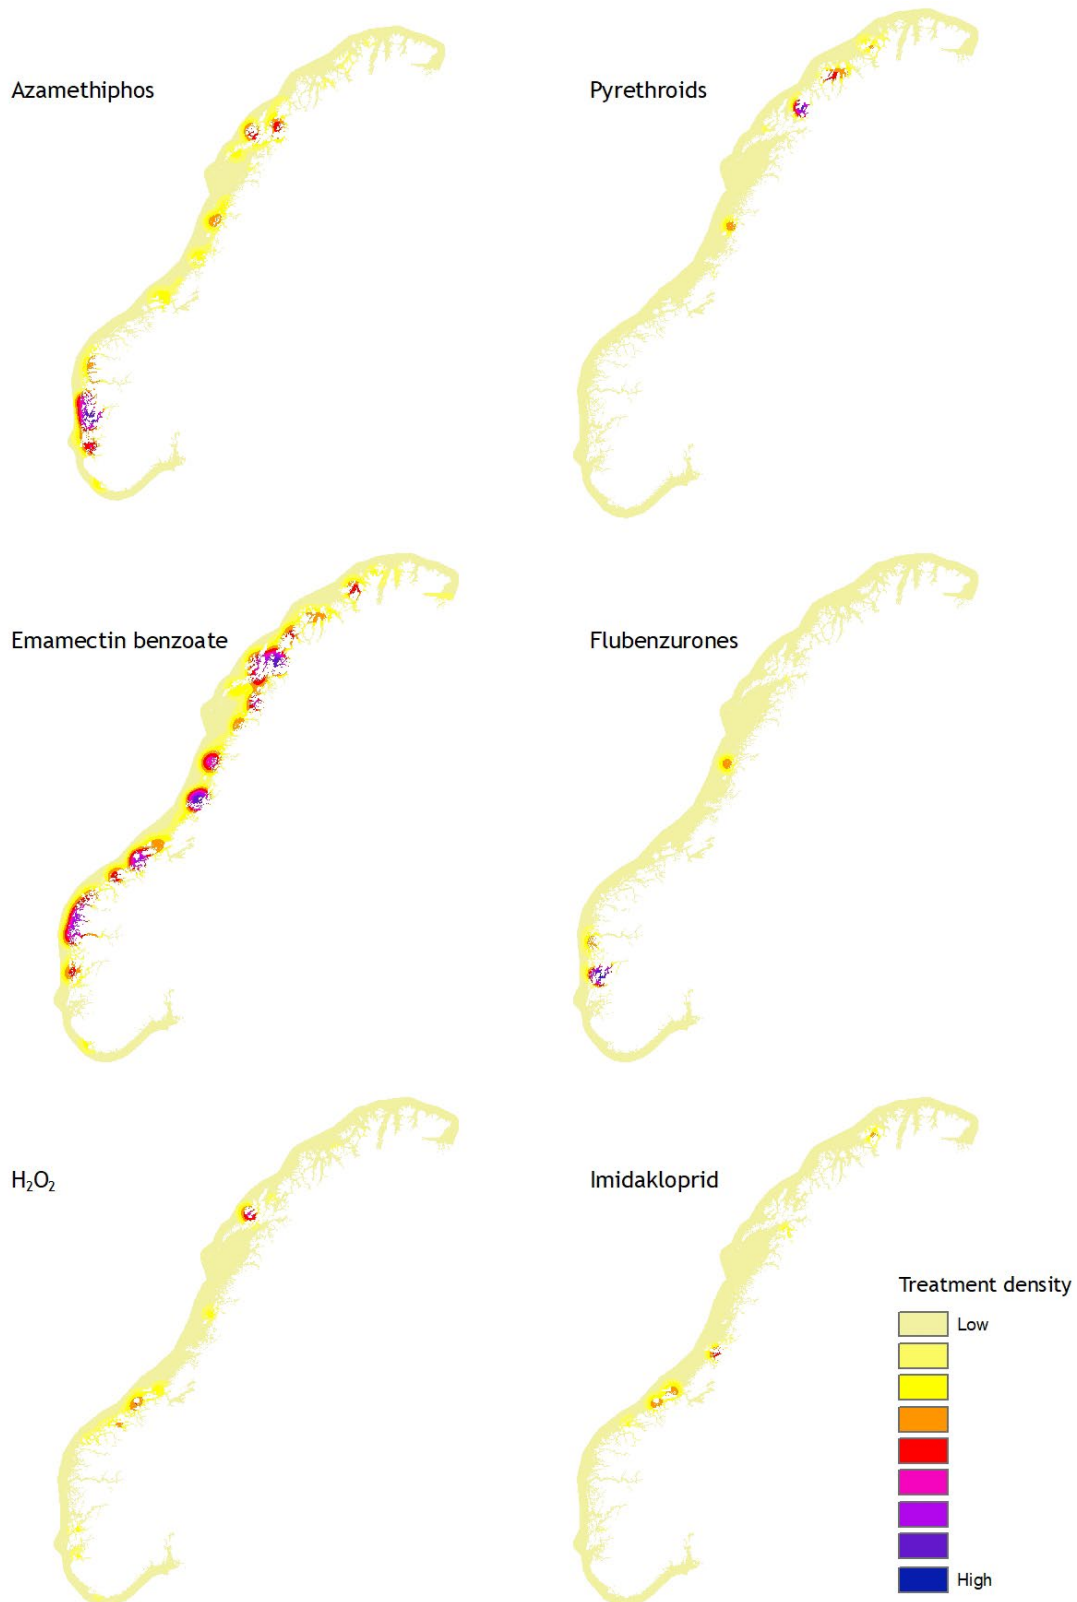 Azamethiphos
Pyrethroids
Emamectin benzoate
Flubenzurones
H₂O₂
Imidakloprid
Treatment density
Low
High